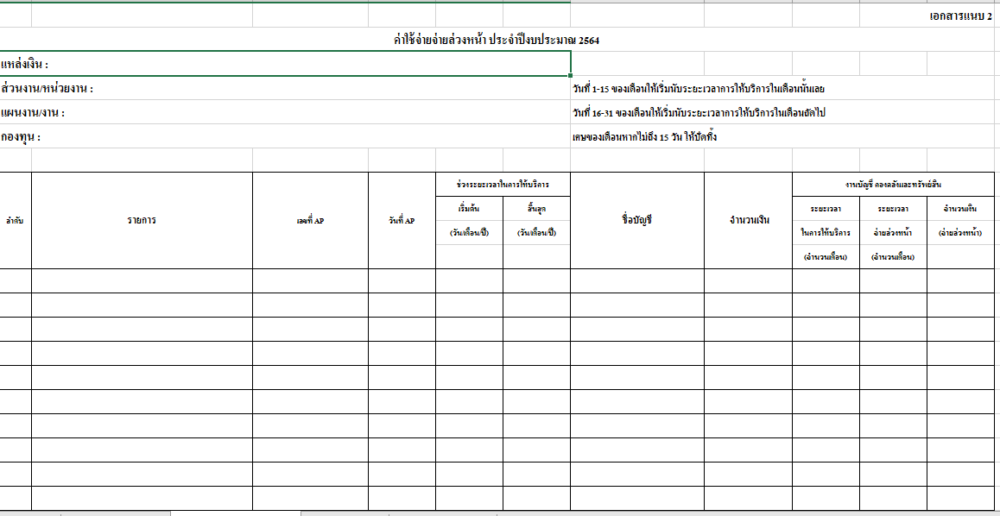 เอกสารแนบ 2
ค่าใช้จ่ายจ่ายล่วงหน้า ประจำปีงบประมาณ 2564
แหล่งเงิน :
ส่วนงาน/หน่วยงาน :
วันที่ 1-15 ของเดือนให้เริ่มนับระยะเวลาการให้บริการในเดือนนั้นเลย
แผนงาน/งาน :
วันที่ 16-31 ของเดือนให้เริ่มนับระยะเวลาการให้บริการในเดือนถัดไป
กองทุน :
เศษของเดือนหากไม่ถึง 15 วัน ให้ปัดทิ้ง
ลำดับ
รายการ
เลขที่ AP
วันที่ AP
ช่วงระยะเวลาในการให้บริการ
เริ่มต้น
(วัน/เดือน/ปี)
สิ้นสุด
(วัน/เดือน/ปี)
ชื่อบัญชี
จำนวนเงิน
งานบัญชี กองคลังและทรัพย์สิน
ระยะเวลา
ในการให้บริการ
(จำนวนเดือน)
ระยะเวลา
จ่ายล่วงหน้า
(จำนวนเดือน)
จำนวนเงิน
(จ่ายล่วงหน้า)